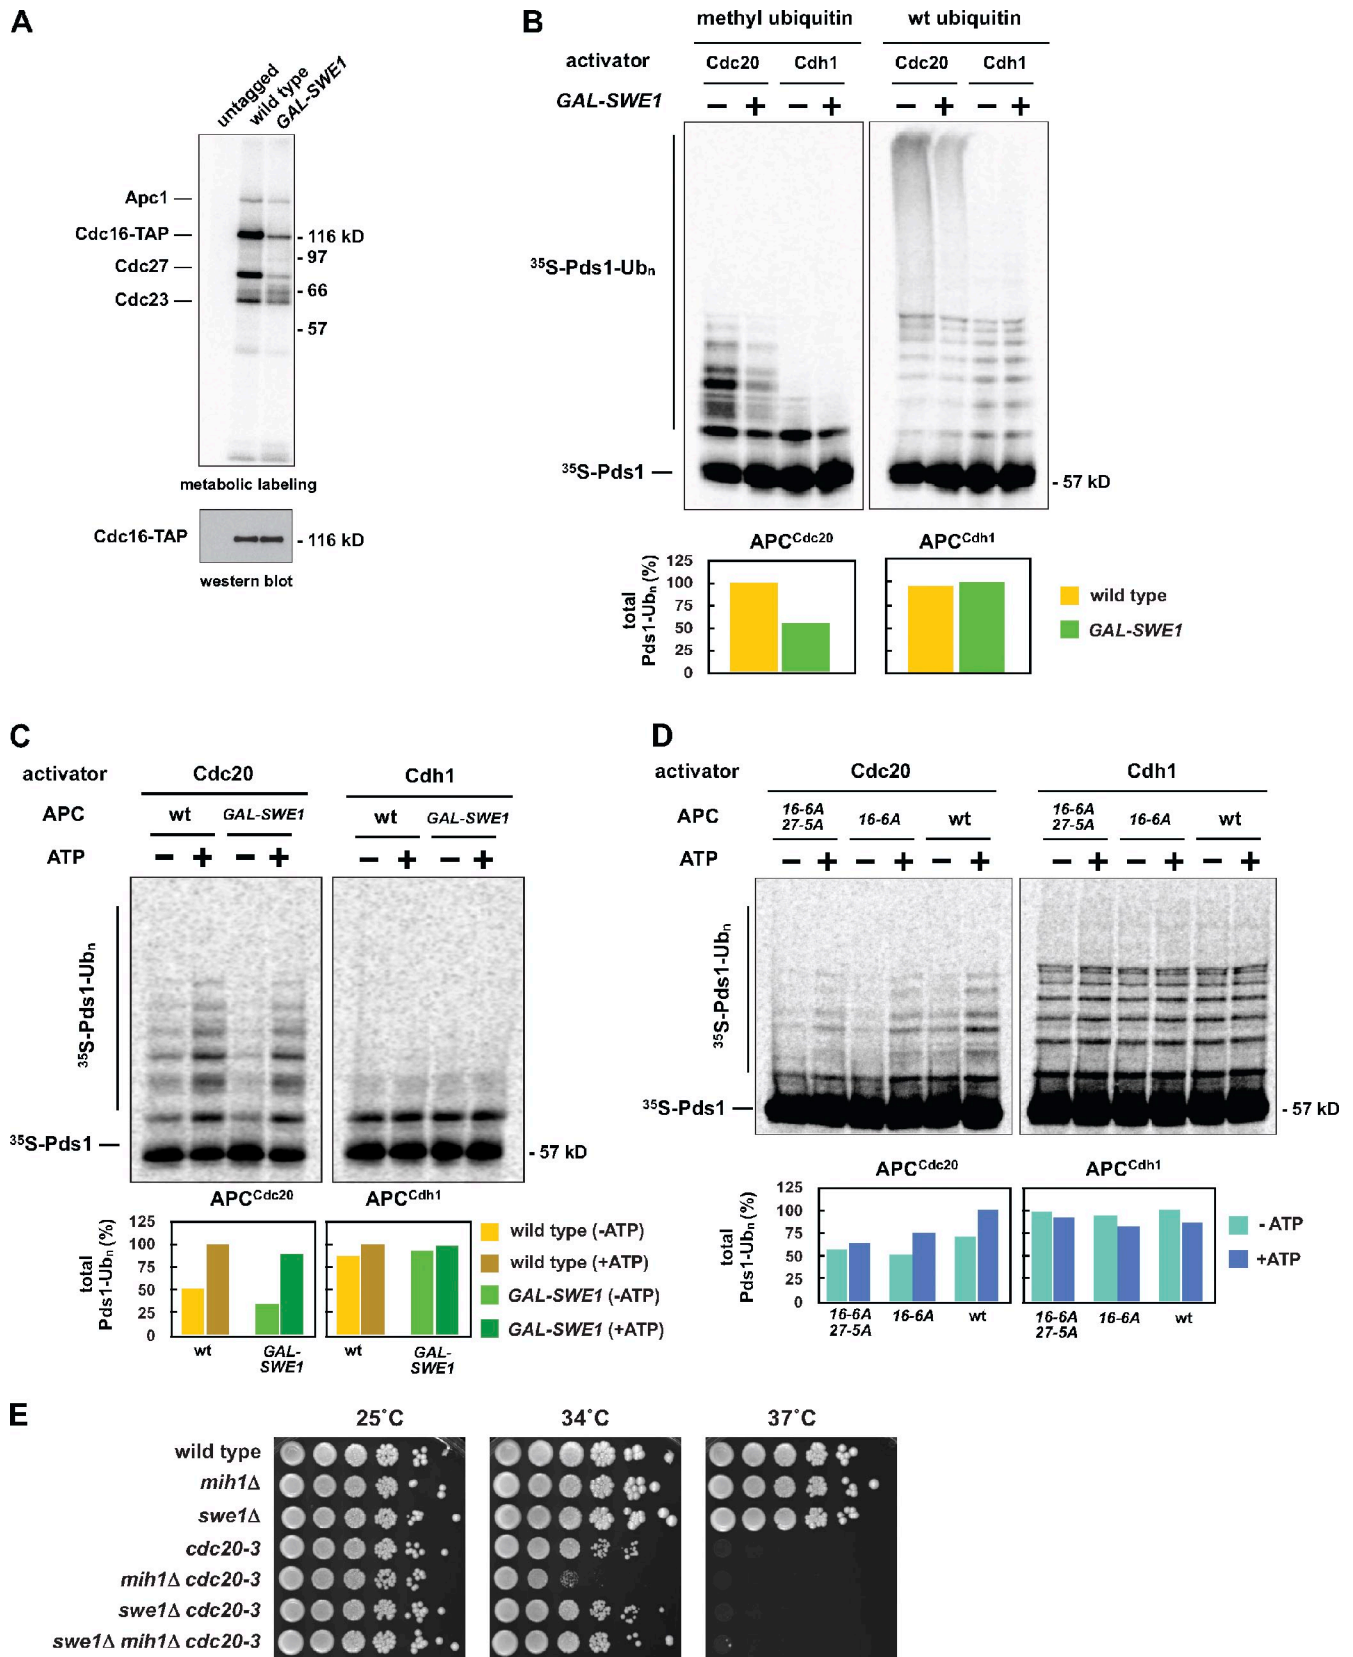 A
untagged
wild type
GAL-SWE1
Apc1
Cdc16-TAP
Cdc27
Cdc23
- 116 kD
- 97
- 66
- 57
metabolic labeling
Cdc16-TAP
- 116 kD
western blot
B
methyl ubiquitin
wt ubiquitin
activator
Cdc20
Cdh1
Cdc20
Cdh1
GAL-SWE1
− + − + − + − +
³⁵S-Pds1-Ubₙ
³⁵S-Pds1
- 57 kD
APCᶜᵈᶜ²⁰
APCᶜᵈʰ¹
total
Pds1-Ubₙ (%)
125
100
75
50
25
0
wild type
GAL-SWE1
C
activator
Cdc20
Cdh1
APC
wt
GAL-SWE1
wt
GAL-SWE1
ATP
− + − + − + − +
³⁵S-Pds1-Ubₙ
³⁵S-Pds1
- 57 kD
APCᶜᵈᶜ²⁰
APCᶜᵈʰ¹
total
Pds1-Ubₙ (%)
125
100
75
50
25
0
wt
GAL-
SWE1
wt
GAL-
SWE1
wild type (-ATP)
wild type (+ATP)
GAL-SWE1 (-ATP)
GAL-SWE1 (+ATP)
D
activator
Cdc20
Cdh1
APC
16-6A
27-5A
16-6A
wt
16-6A
27-5A
16-6A
wt
ATP
− + − + − + − + − + − +
³⁵S-Pds1-Ubₙ
³⁵S-Pds1
- 57 kD
APCᶜᵈᶜ²⁰
APCᶜᵈʰ¹
total
Pds1-Ubₙ (%)
125
100
75
50
25
0
16-6A
27-5A
16-6A
wt
16-6A
27-5A
16-6A
wt
- ATP
+ATP
E
25˚C
34˚C
37˚C
wild type
mih1Δ
swe1Δ
cdc20-3
mih1Δ cdc20-3
swe1Δ cdc20-3
swe1Δ mih1Δ cdc20-3